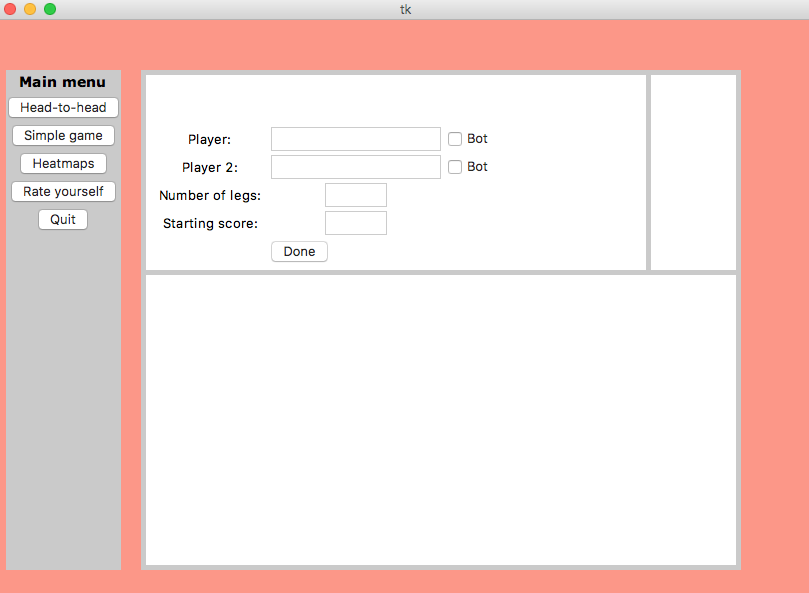 tk
Main menu
Head-to-head
Simple game
Heatmaps
Rate yourself
Quit
Player:
Bot
Player 2:
Bot
Number of legs:
Starting score:
Done